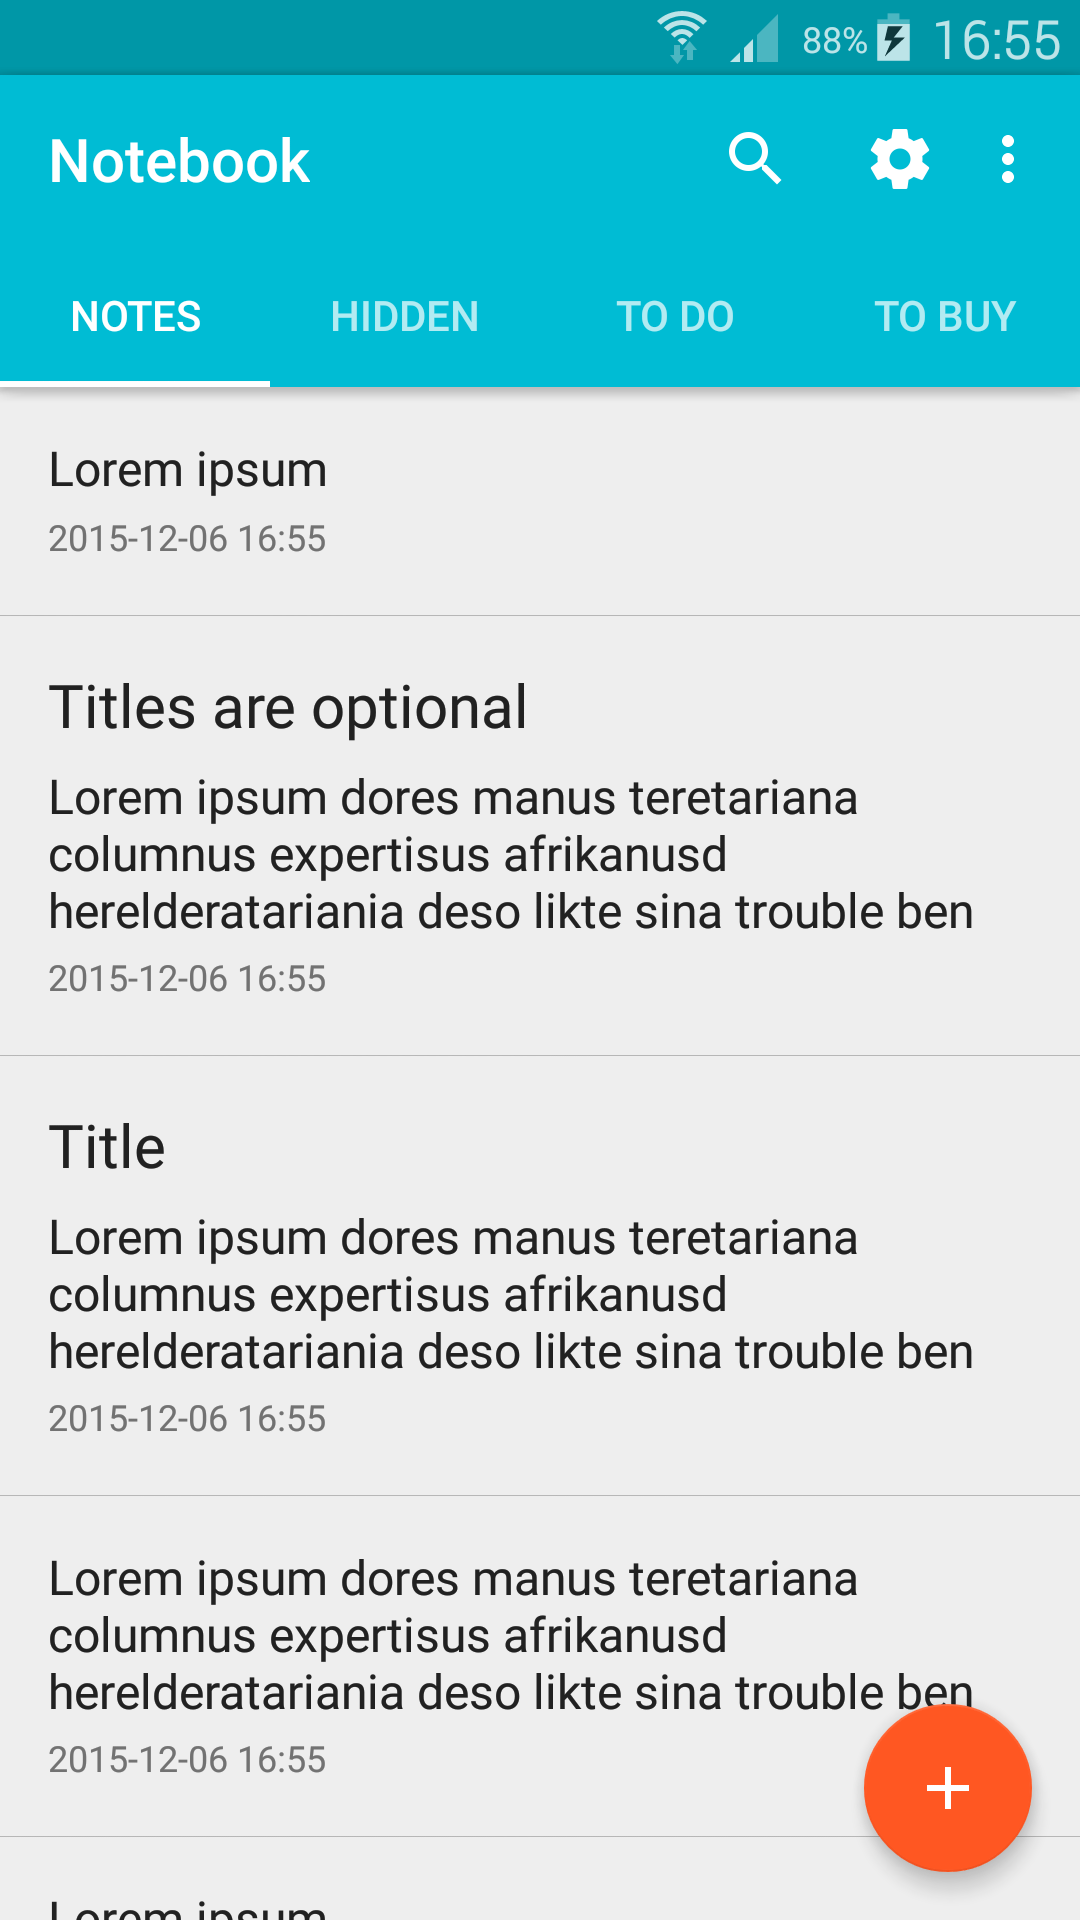 88% 16:55
Notebook
NOTES HIDDEN TO DO TO BUY
Lorem ipsum
2015-12-06 16:55
Titles are optional
Lorem ipsum dores manus teretariana
columnus expertisus afrikanusd
herelderatariania deso likte sina trouble ben
2015-12-06 16:55
Title
Lorem ipsum dores manus teretariana
columnus expertisus afrikanusd
herelderatariania deso likte sina trouble ben
2015-12-06 16:55
Lorem ipsum dores manus teretariana
columnus expertisus afrikanusd
herelderatariania deso likte sina trouble ben
2015-12-06 16:55
Lorem ipsum